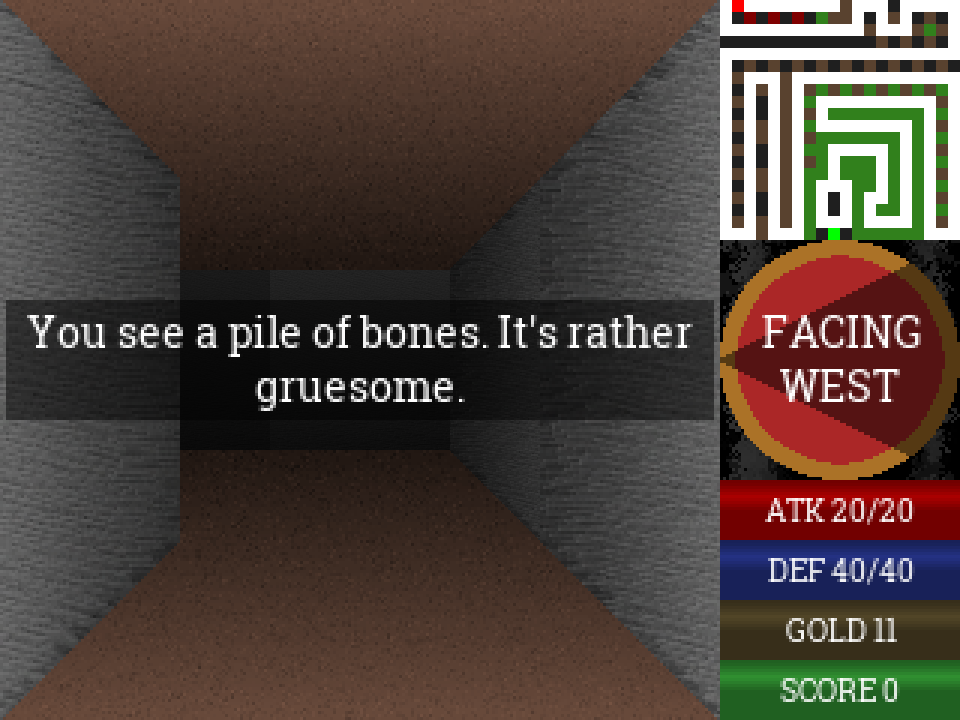 You see a pile of bones. It's rather
gruesome.
FACING
WEST
ATK 20/20
DEF 40/40
GOLD 11
SCORE 0